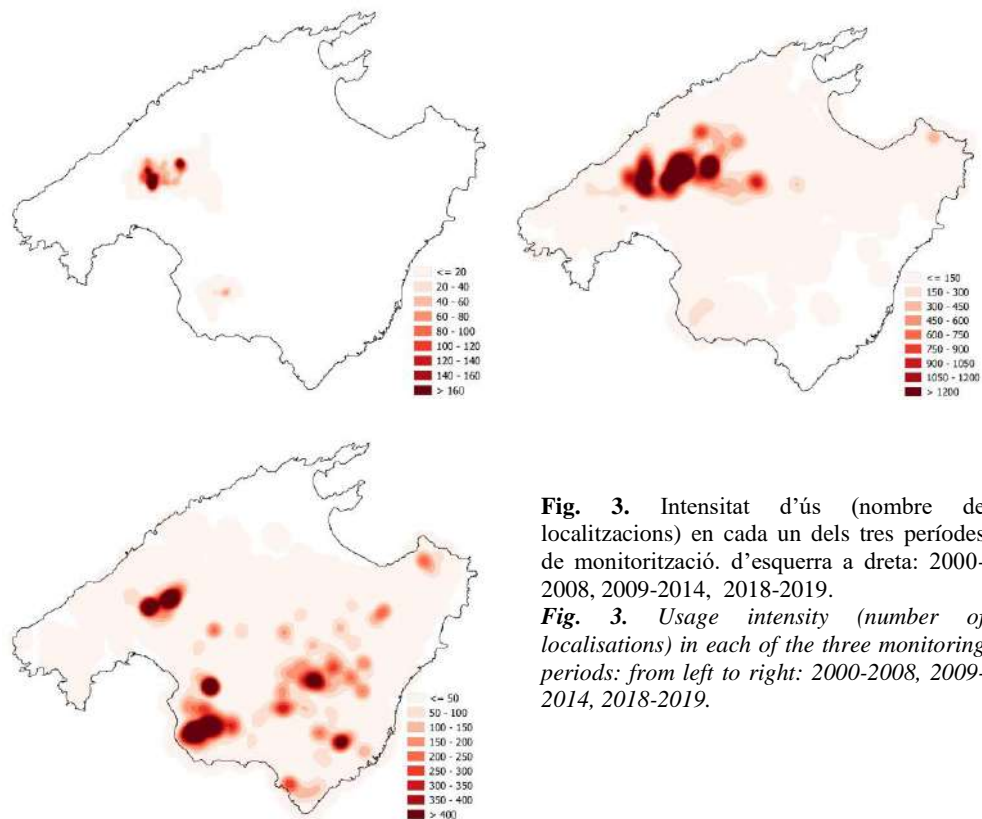 <= 20
20 - 40
40 - 60
60 - 80
80 - 100
100 - 120
120 - 140
140 - 160
> 160
<= 150
150 - 300
300 - 450
450 - 600
600 - 750
750 - 900
900 - 1050
1050 - 1200
> 1200
<= 50
50 - 100
100 - 150
150 - 200
200 - 250
250 - 300
300 - 350
350 - 400
> 400
Fig. 3. Intensitat d'ús (nombre de
localitzacions) en cada un dels tres períodes
de monitorització. d'esquerra a dreta: 2000-
2008, 2009-2014, 2018-2019.
Fig. 3. Usage intensity (number of
localisations) in each of the three monitoring
periods: from left to right: 2000-2008, 2009-
2014, 2018-2019.